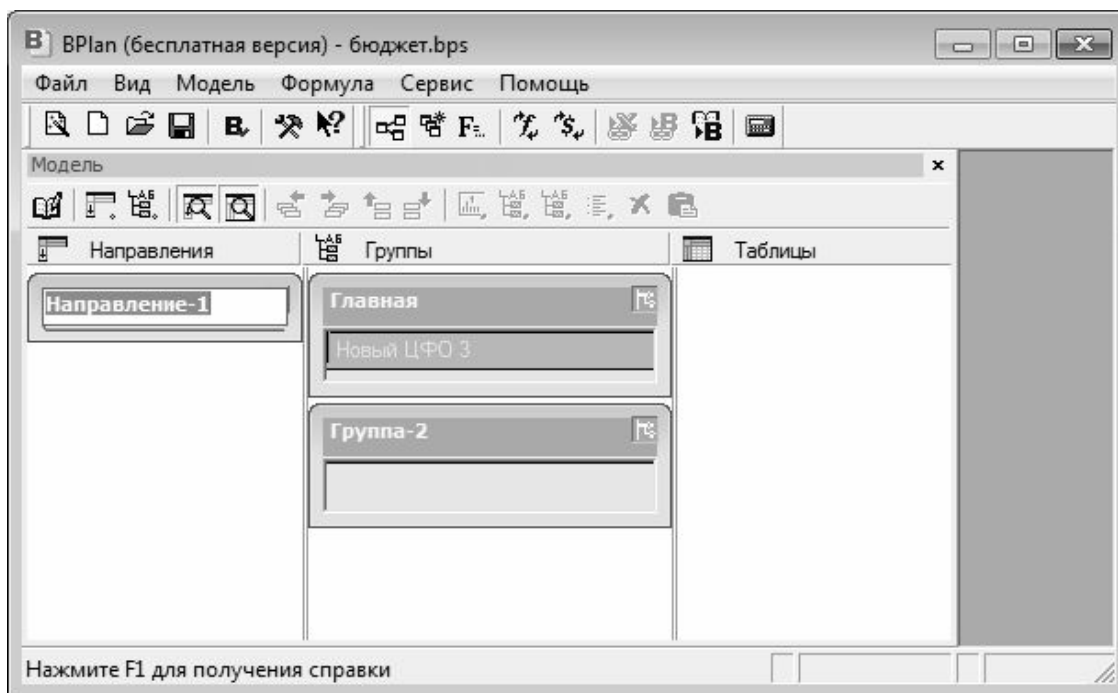 BPlan (бесплатная версия) - бюджет.bps
Файл Вид Модель Формула Сервис Помощь
Модель
Направления Группы Таблицы
Направление-1
Главная
Новый ЦФО 3
Группа-2
Нажмите F1 для получения справки